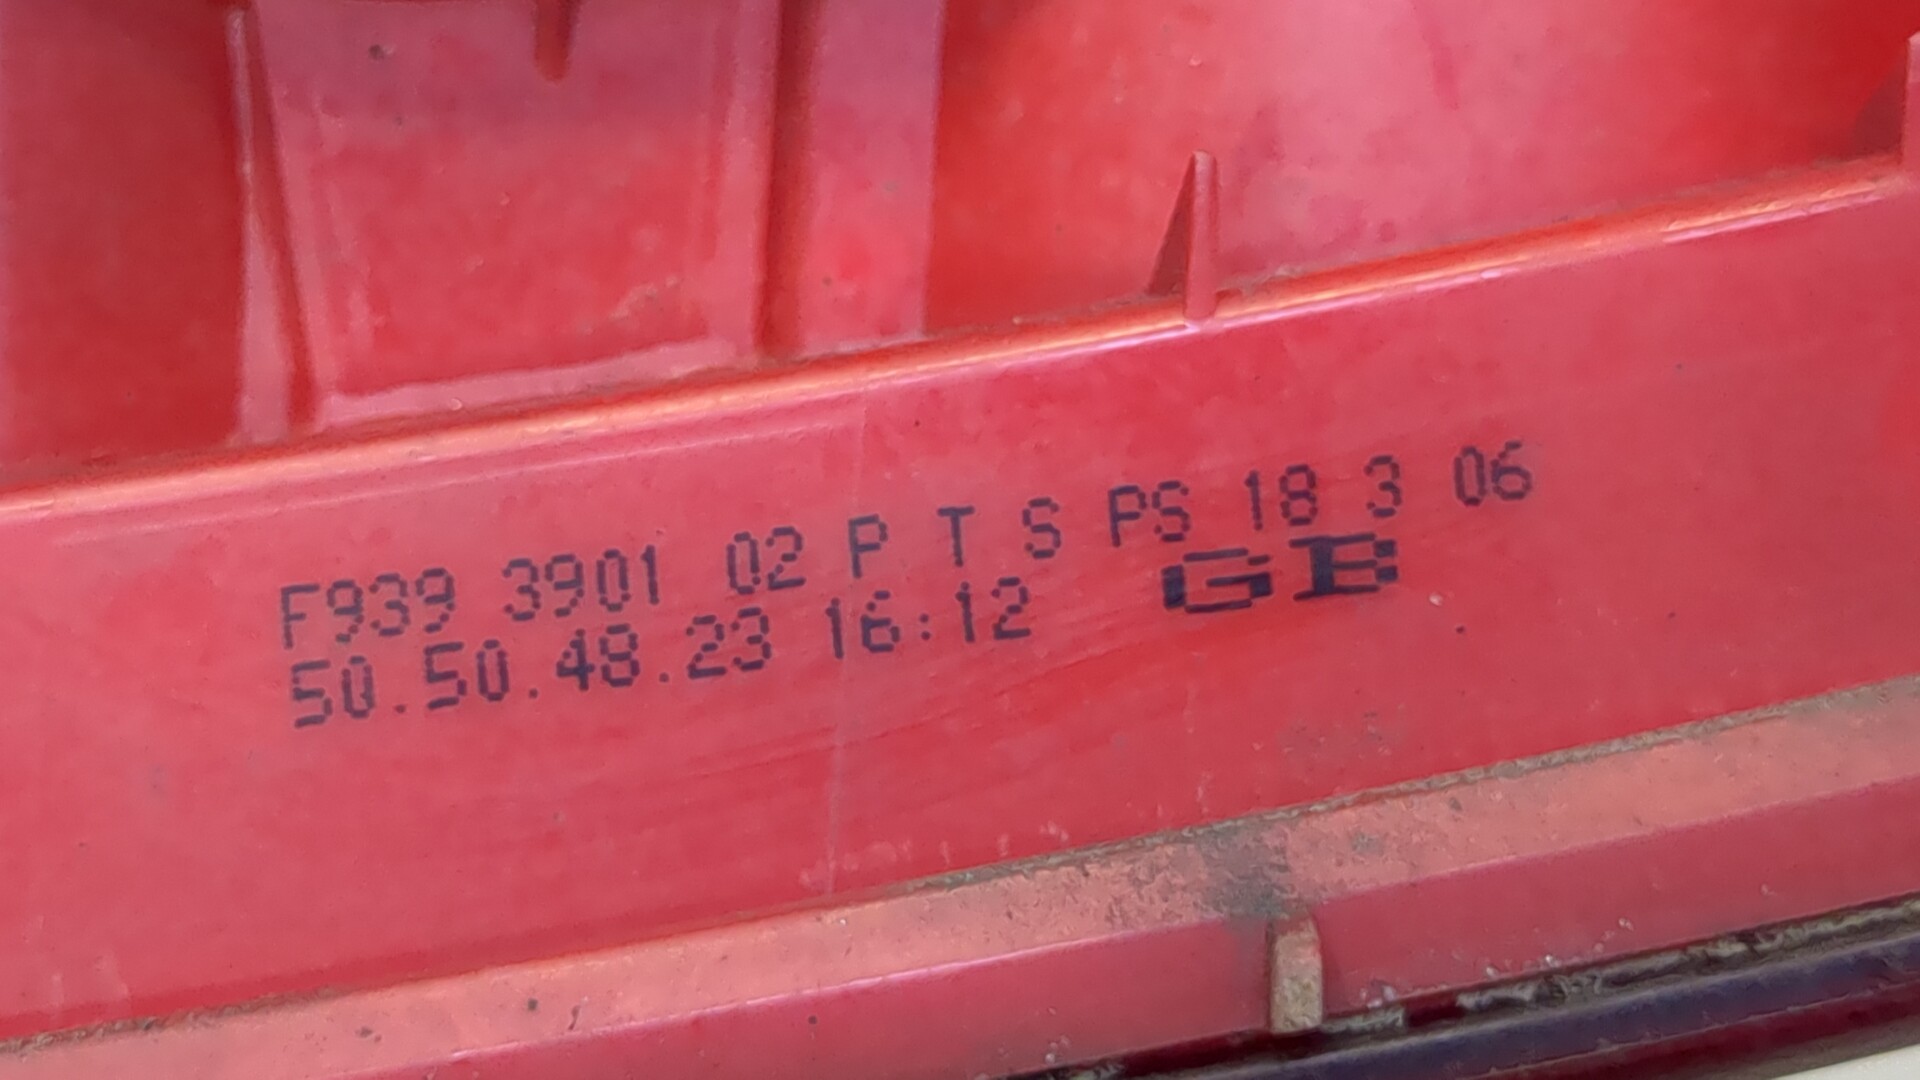 F939 3901 02 P T S PS 18 3 06
50.50.48.23 16:12 GB